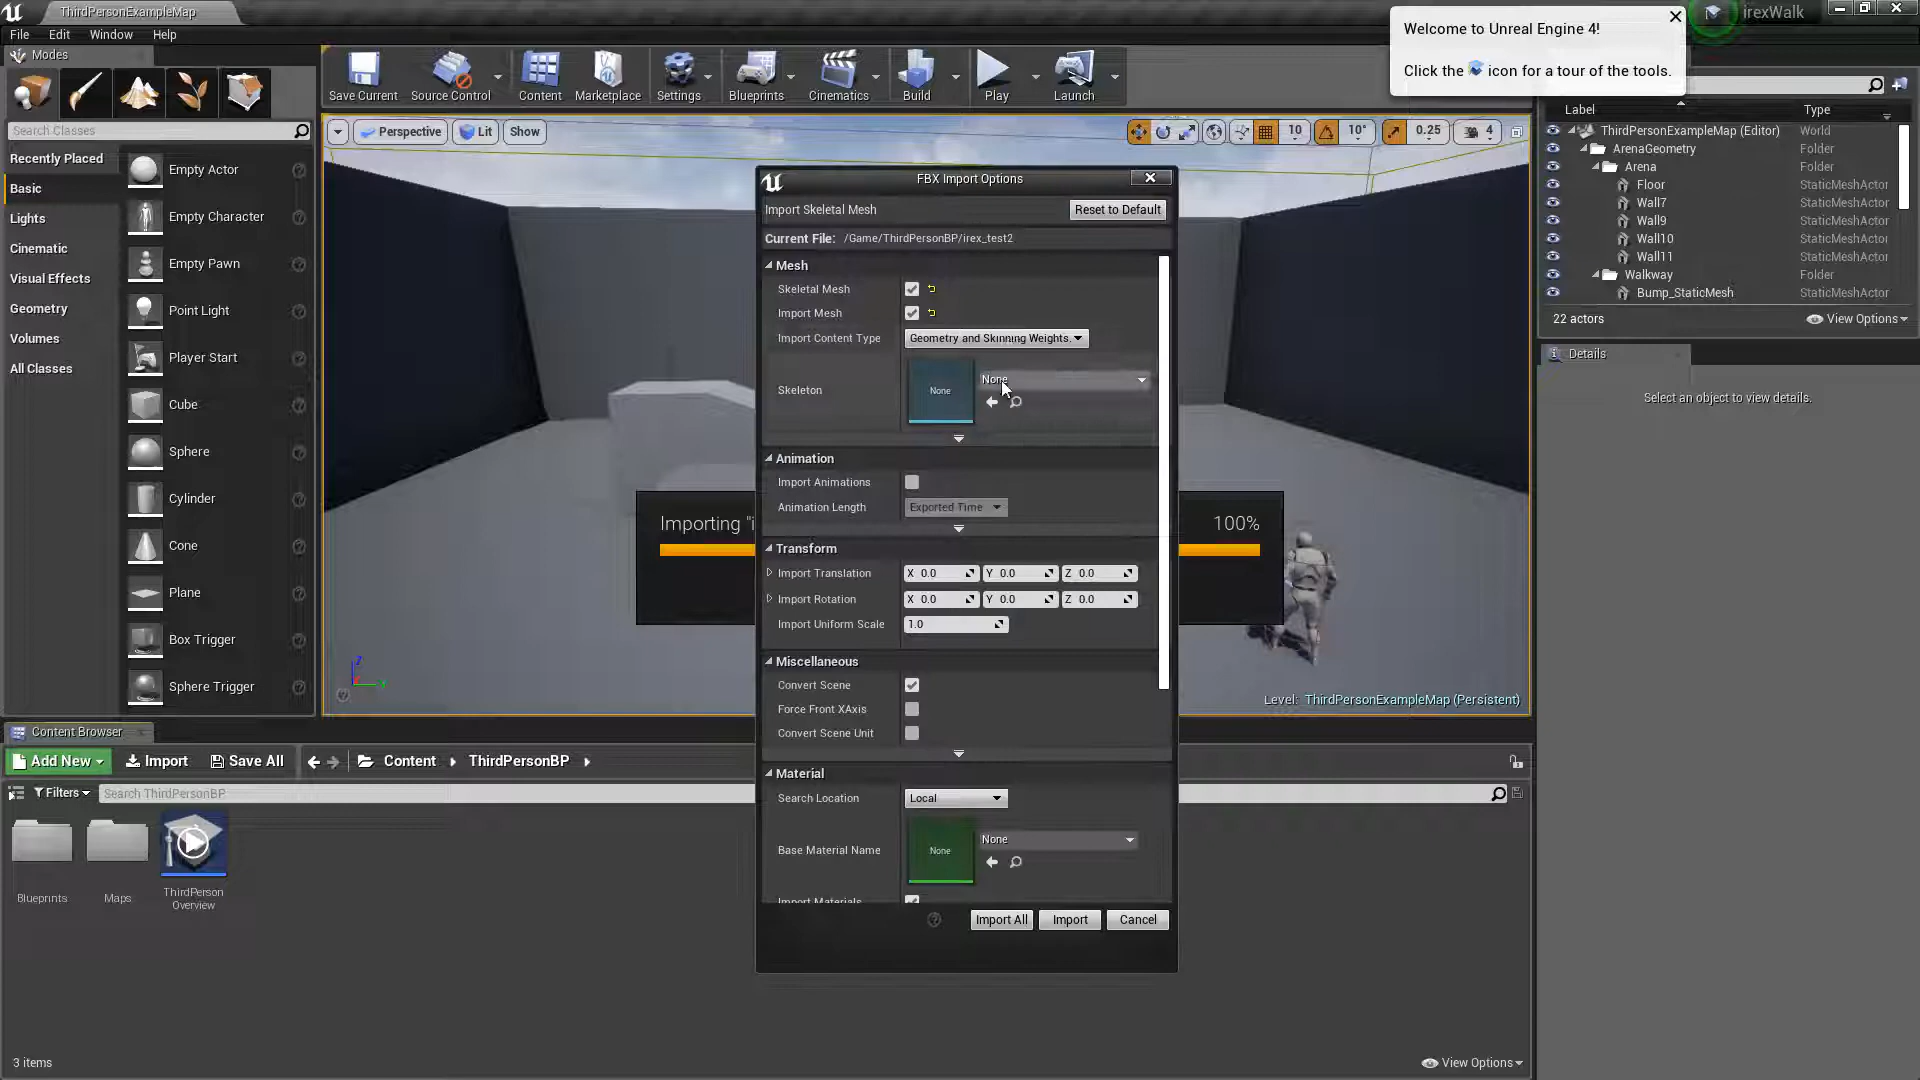 ThirdPersonExampleMap
irexWalk
File Edit Window Help
Welcome to Unreal Engine 4!
Click the icon for a tour of the tools.
Modes
Save Current
Source Control
Content
Marketplace
Settings
Blueprints
Cinematics
Build
Play
Launch
Search Classes
Recently Placed
Basic
Lights
Cinematic
Visual Effects
Geometry
Volumes
All Classes
Empty Actor
Empty Character
Empty Pawn
Point Light
Player Start
Cube
Sphere
Cylinder
Cone
Plane
Box Trigger
Sphere Trigger
Perspective Lit Show
10 10° 0.25 4
FBX Import Options
Import Skeletal Mesh Reset to Default
Current File: /Game/ThirdPersonBP/irex_test2
Mesh
Skeletal Mesh
Import Mesh
Import Content Type Geometry and Skinning Weights.
Skeleton None None
Animation
Import Animations
Animation Length Exported Time
Transform
Import Translation X 0.0 Y 0.0 Z 0.0
Import Rotation X 0.0 Y 0.0 Z 0.0
Import Uniform Scale 1.0
Miscellaneous
Convert Scene
Force Front XAxis
Convert Scene Unit
Material
Search Location Local
Base Material Name None None
Import Materials
Import All Import Cancel
Importing "i
100%
Level: ThirdPersonExampleMap (Persistent)
Label Type
ThirdPersonExampleMap (Editor) World
ArenaGeometry Folder
Arena Folder
Floor StaticMeshActor
Wall7 StaticMeshActor
Wall9 StaticMeshActor
Wall10 StaticMeshActor
Wall11 StaticMeshActor
Walkway Folder
Bump_StaticMesh StaticMeshActor
22 actors View Options
Details
Select an object to view details.
Content Browser
Add New Import Save All Content ThirdPersonBP
Filters Search ThirdPersonBP
Blueprints
Maps
ThirdPerson
Overview
3 items View Options